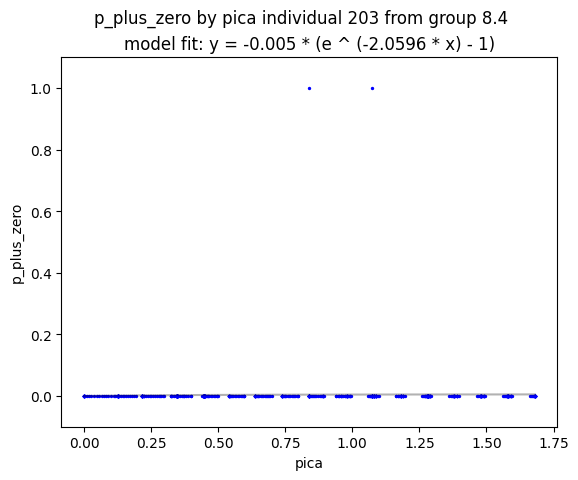 p_plus_zero by pica individual 203 from group 8.4
model fit: y = -0.005 * (e ^ (-2.0596 * x) - 1)
1.0
0.8
0.6
0.4
0.2
0.0
p_plus_zero
0.00 0.25 0.50 0.75 1.00 1.25 1.50 1.75
pica